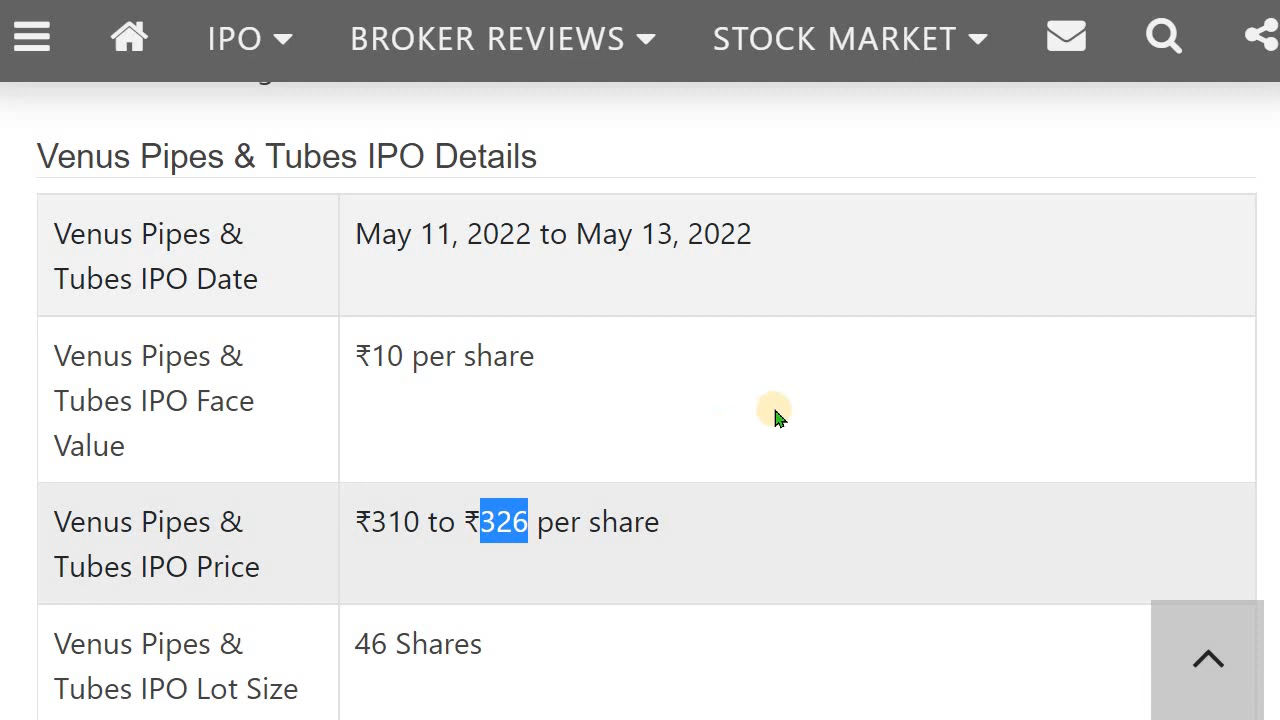 IPO BROKER REVIEWS STOCK MARKET
Venus Pipes & Tubes IPO Details
Venus Pipes & May 11, 2022 to May 13, 2022
Tubes IPO Date
Venus Pipes & ₹10 per share
Tubes IPO Face
Value
Venus Pipes & ₹310 to ₹326 per share
Tubes IPO Price
Venus Pipes & 46 Shares
Tubes IPO Lot Size